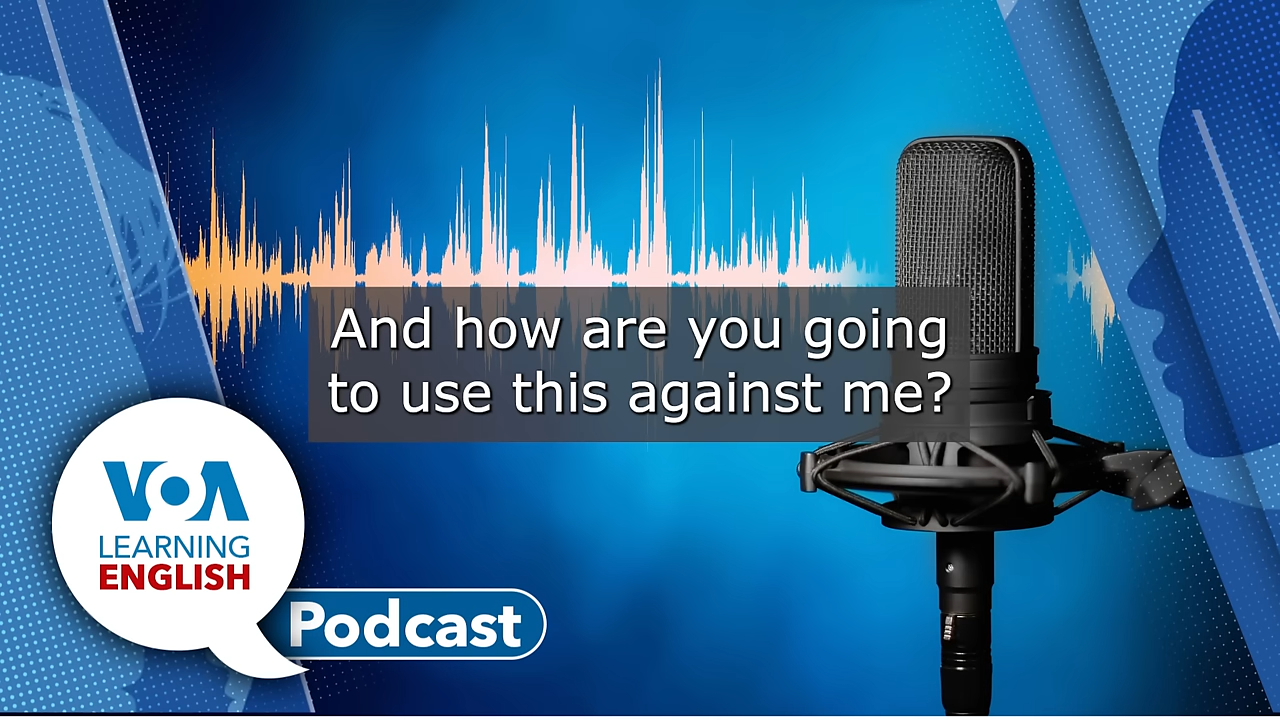 And how are you going
to use this against me?
VOA
LEARNING
ENGLISH
Podcast